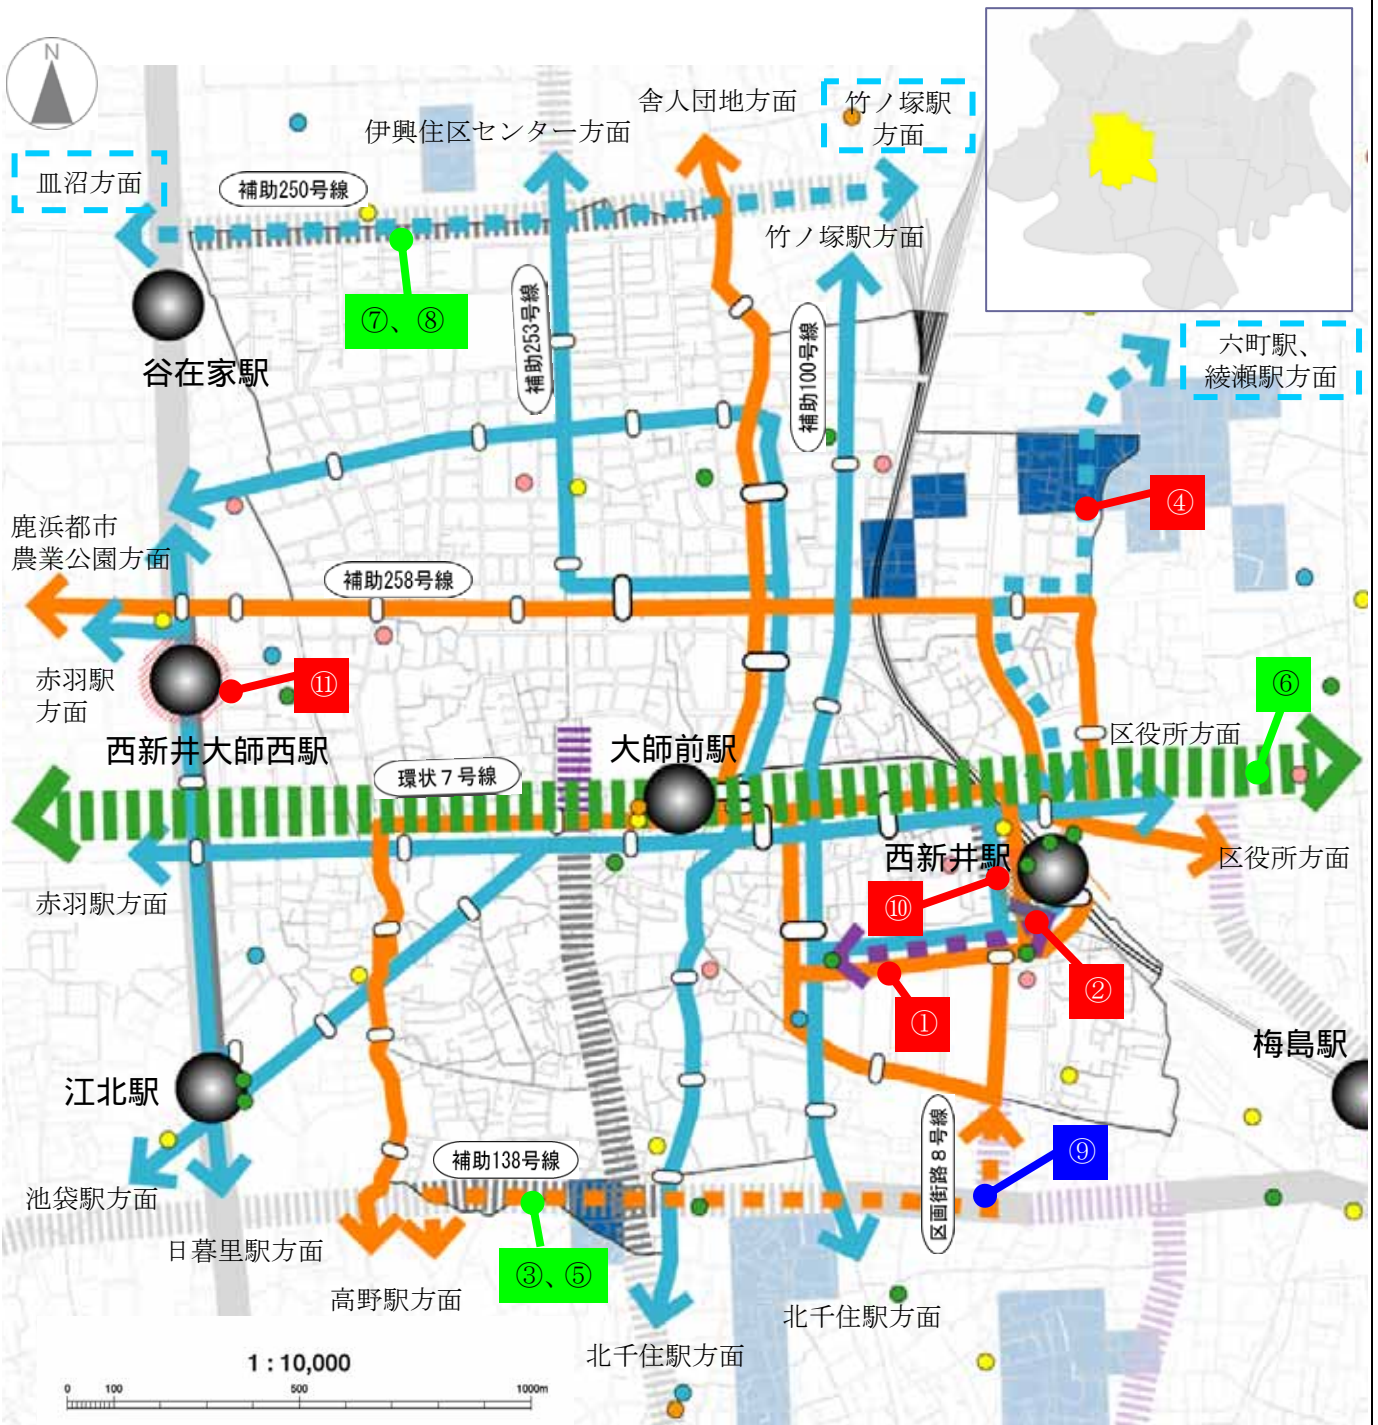 N
舎人団地方面
竹ノ塚駅
方面
伊興住区センター方面
皿沼方面
補助250号線
竹ノ塚駅方面
⑦、⑧
補助253号線
補助100号線
谷在家駅
六町駅、
綾瀬駅方面
④
鹿浜都市
農業公園方面
補助258号線
赤羽駅
方面
⑪
⑥
西新井大師西駅
大師前駅
区役所方面
環状７号線
西新井駅
区役所方面
赤羽駅方面
⑩
②
①
梅島駅
江北駅
区画街路８号線
⑨
補助138号線
池袋駅方面
日暮里駅方面
③、⑤
高野駅方面
北千住駅方面
北千住駅方面
1 : 10,000
0 100 500 1000m